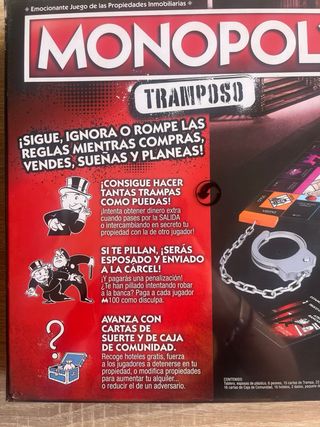 + Emocionante Juego de las Propiedades Inmobiliarias +
MONOPOL
TRAMPOSO
¡SIGUE, IGNORA O ROMPE LAS
REGLAS MIENTRAS COMPRAS,
VENDES, SUEÑAS Y PLANEAS!
¡CONSIGUE HACER
TANTAS TRAMPAS
COMO PUEDAS!
¡Intenta obtener dinero extra
cuando pases por la SALIDA
o intercambiando en secreto tu
propiedad con la de otro jugador!
SI TE PILLAN, ¡SERÁS
ESPOSADO Y ENVIADO
A LA CÁRCEL!
¡Y pagarás una penalización!
¿Te han pillado intentando robar
a la banca? Paga a cada jugador
M100 como disculpa.
AVANZA CON
CARTAS DE
SUERTE Y DE CAJA
DE COMUNIDAD.
Recoge hoteles gratis, fuerza
a los jugadores a detenerse en tu
propiedad, o modifica propiedades
para aumentar tu alquiler...
o reducir el de un adversario.
CONTENIDO: